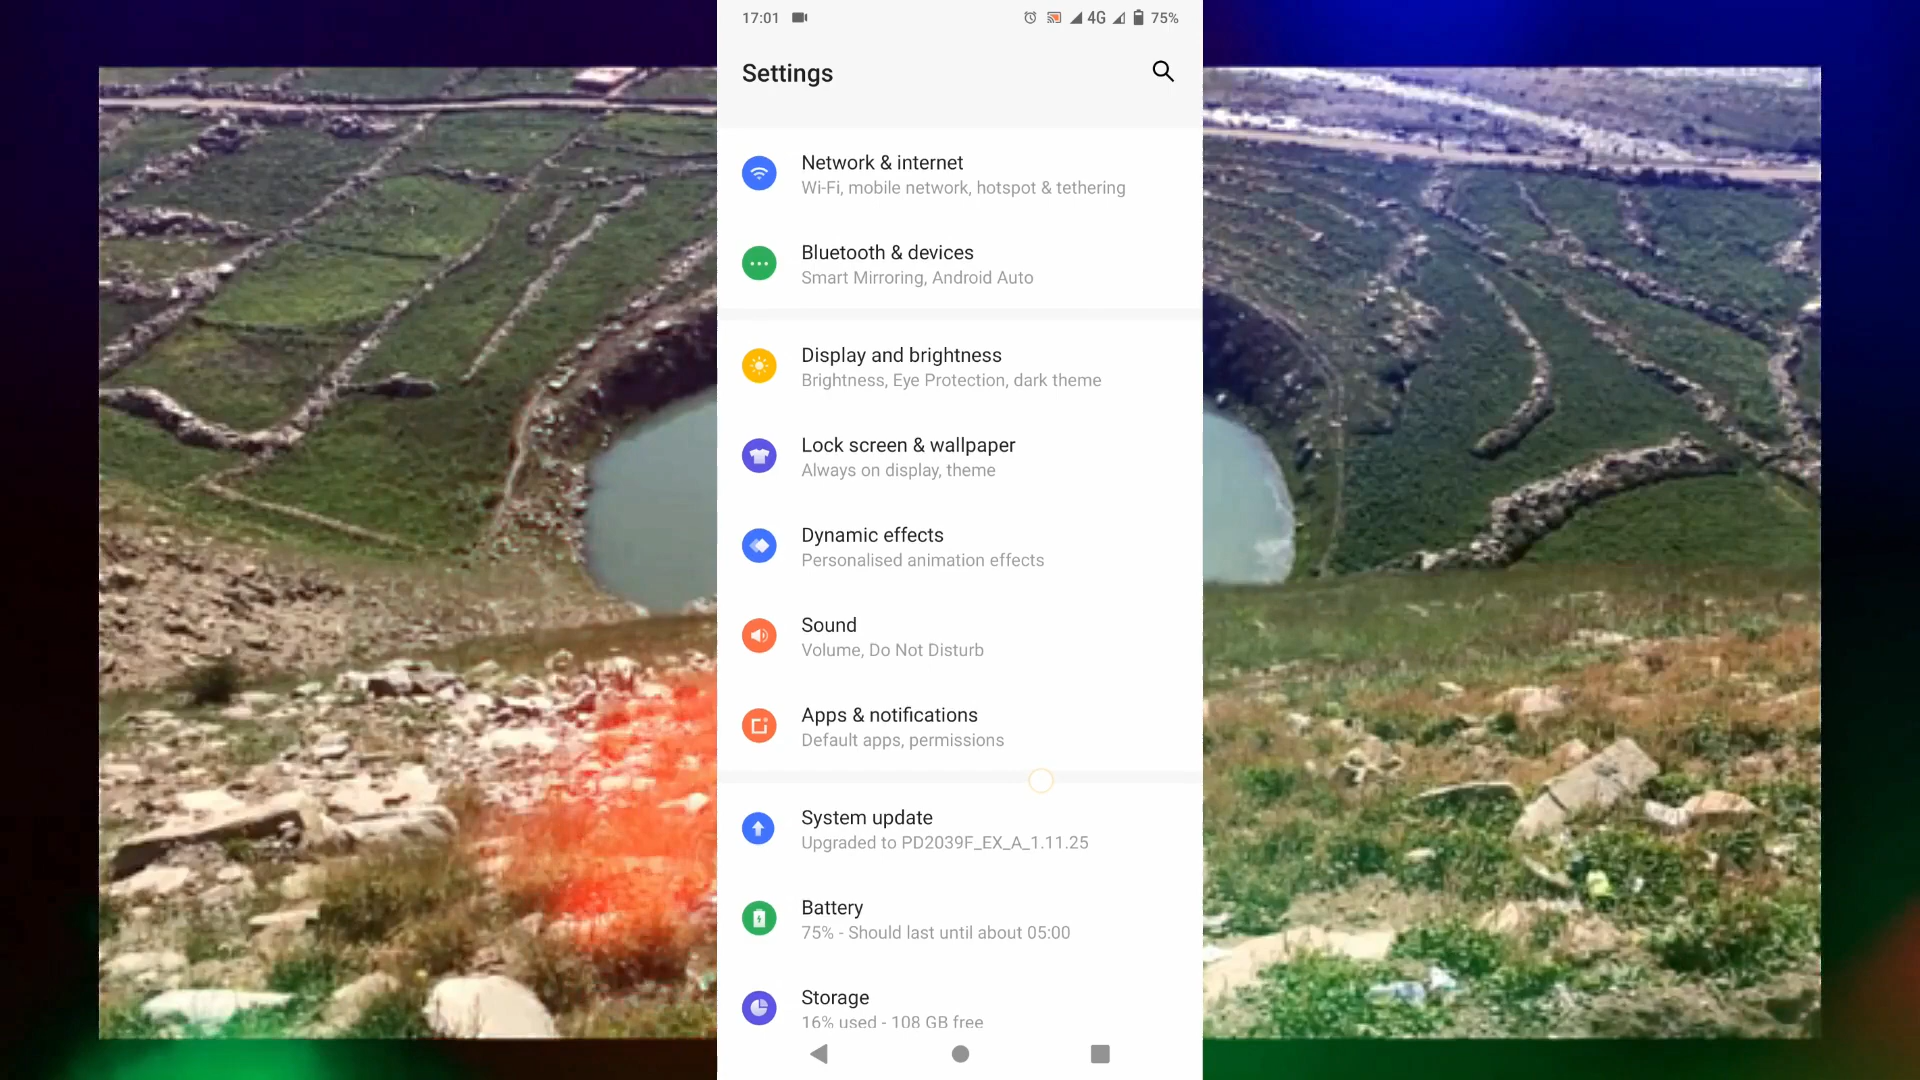 17:01
4G
75%
Settings
Network & internet
Wi-Fi, mobile network, hotspot & tethering
Bluetooth & devices
Smart Mirroring, Android Auto
Display and brightness
Brightness, Eye Protection, dark theme
Lock screen & wallpaper
Always on display, theme
Dynamic effects
Personalised animation effects
Sound
Volume, Do Not Disturb
Apps & notifications
Default apps, permissions
System update
Upgraded to PD2039F_EX_A_1.11.25
Battery
75% - Should last until about 05:00
Storage
16% used - 108 GB free